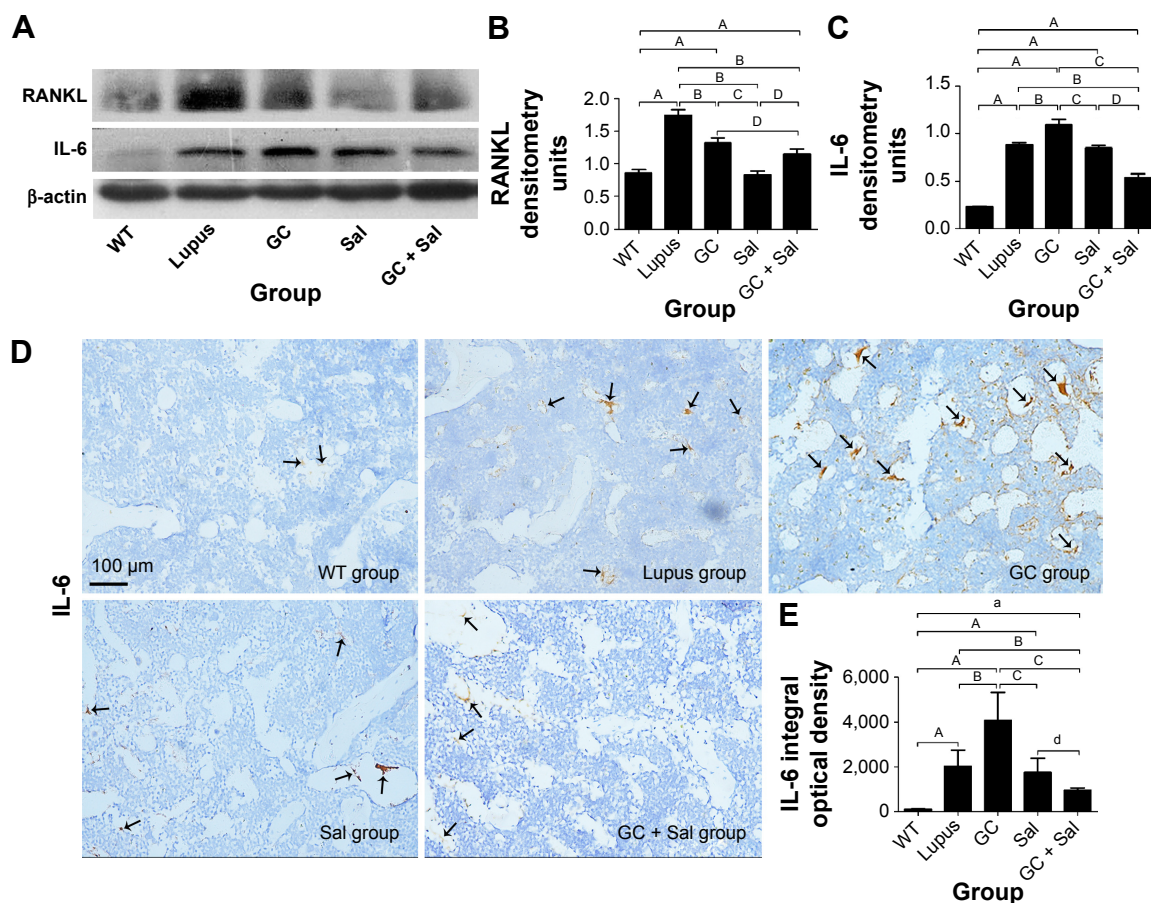 A
RANKL
IL-6
β-actin
WT
Lupus
GC
Sal
GC + Sal
Group
B
A
A
B
B
A B C D
D
2.0
1.5
1.0
0.5
0.0
RANKL
densitometry
units
WT
Lupus
GC
Sal
GC + Sal
Group
C
A
A
A C
B
A B C D
1.5
1.0
0.5
0.0
IL-6
densitometry
units
WT
Lupus
GC
Sal
GC + Sal
Group
D
IL-6
100 µm
WT group
Lupus group
GC group
Sal group
GC + Sal group
E
a
A
B
A C
B C
A
d
6,000
4,000
2,000
0
IL-6 integral
optical density
WT
Lupus
GC
Sal
GC + Sal
Group